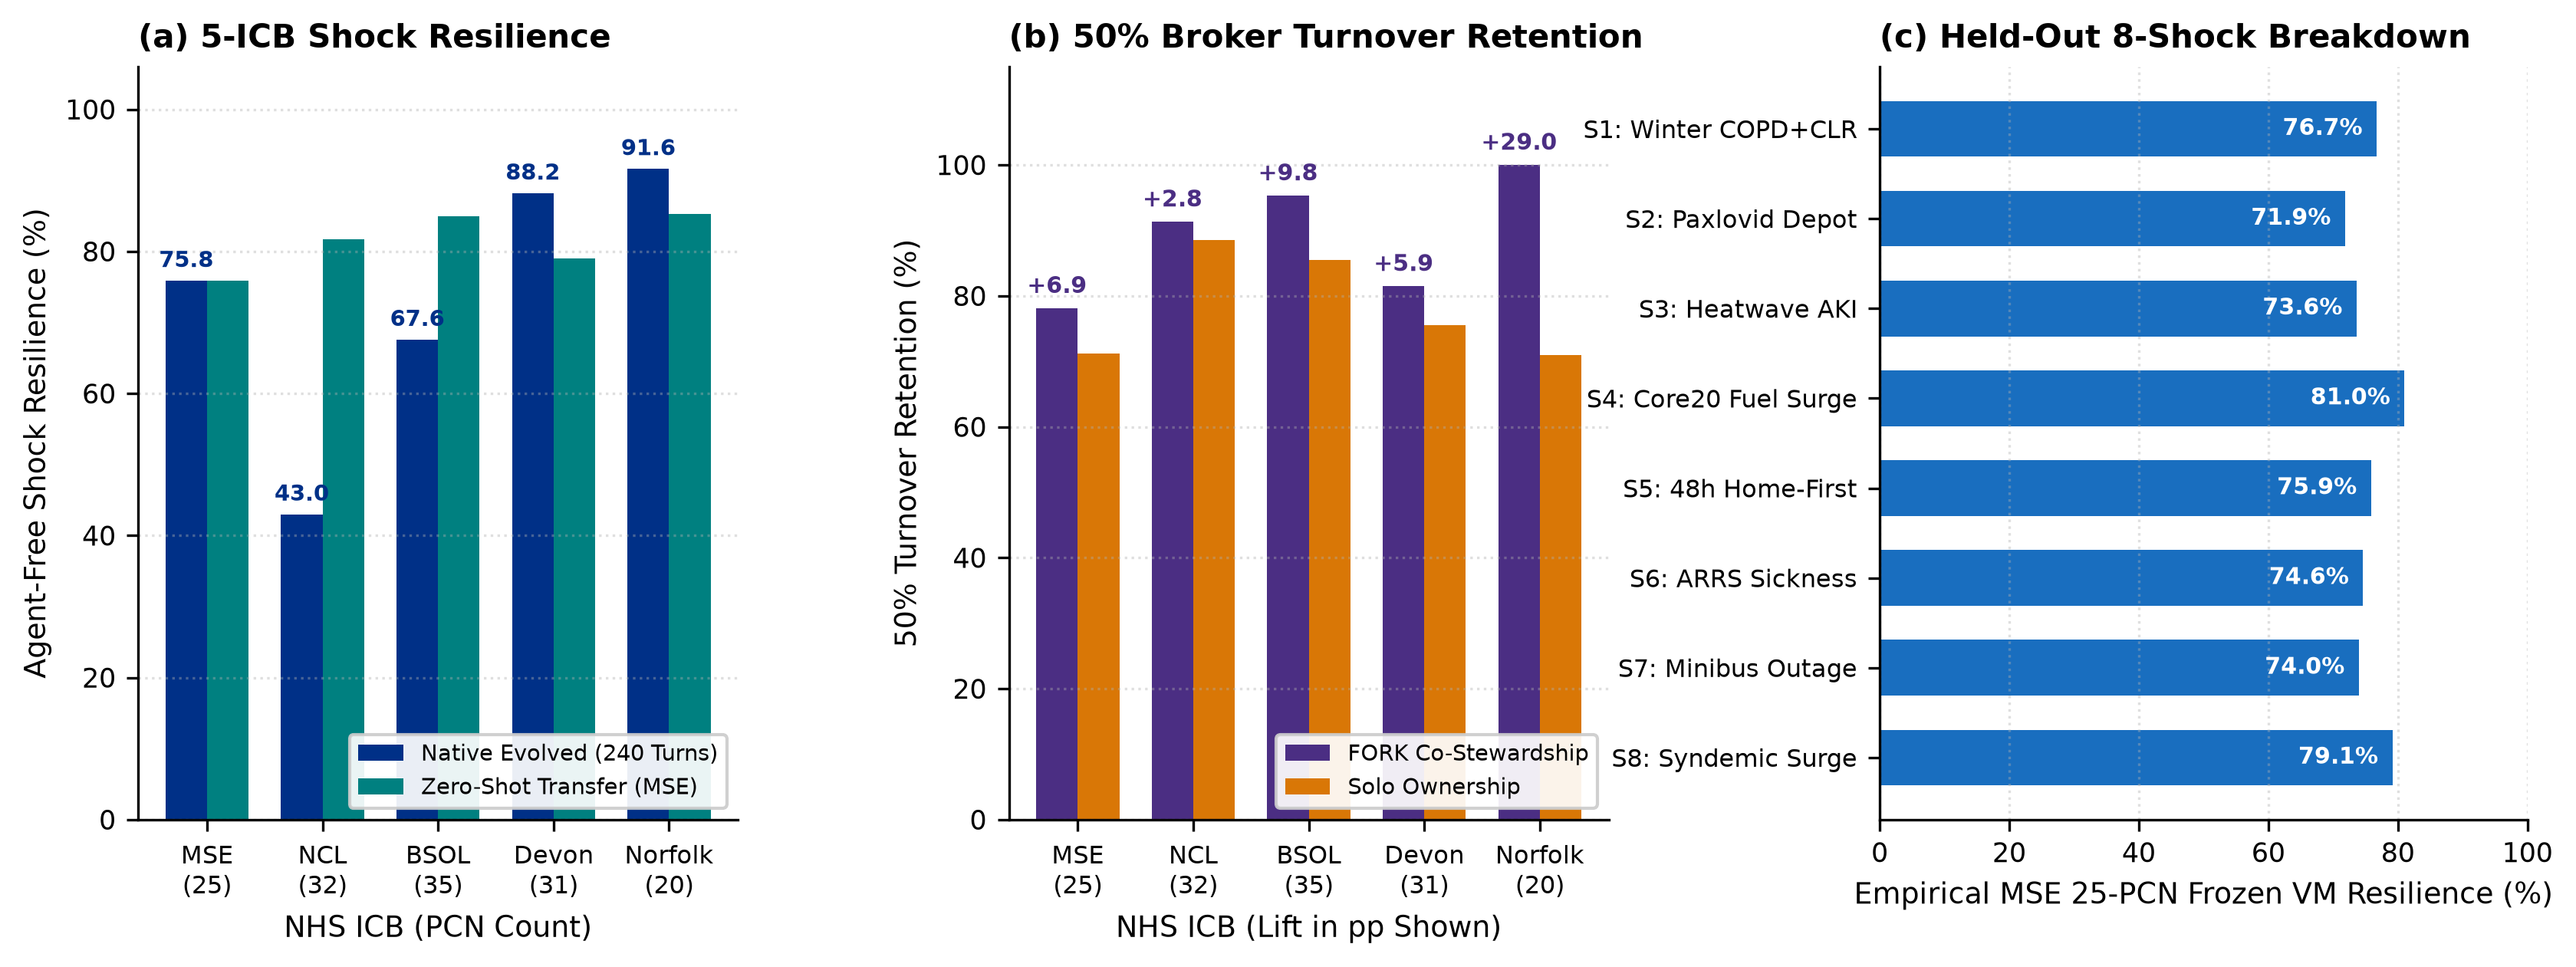 (a) 5-ICB Shock Resilience
Agent-Free Shock Resilience (%)
100
80
60
40
20
0
75.8
43.0
67.6
88.2
91.6
Native Evolved (240 Turns)
Zero-Shot Transfer (MSE)
MSE
(25)
NCL
(32)
BSOL
(35)
Devon
(31)
Norfolk
(20)
NHS ICB (PCN Count)
(b) 50% Broker Turnover Retention
50% Turnover Retention (%)
100
80
60
40
20
0
+6.9
+2.8
+9.8
+5.9
+29.0
FORK Co-Stewardship
Solo Ownership
MSE
(25)
NCL
(32)
BSOL
(35)
Devon
(31)
Norfolk
(20)
NHS ICB (Lift in pp Shown)
(c) Held-Out 8-Shock Breakdown
S1: Winter COPD+CLR
76.7%
S2: Paxlovid Depot
71.9%
S3: Heatwave AKI
73.6%
S4: Core20 Fuel Surge
81.0%
S5: 48h Home-First
75.9%
S6: ARRS Sickness
74.6%
S7: Minibus Outage
74.0%
S8: Syndemic Surge
79.1%
0
20
40
60
80
100
Empirical MSE 25-PCN Frozen VM Resilience (%)